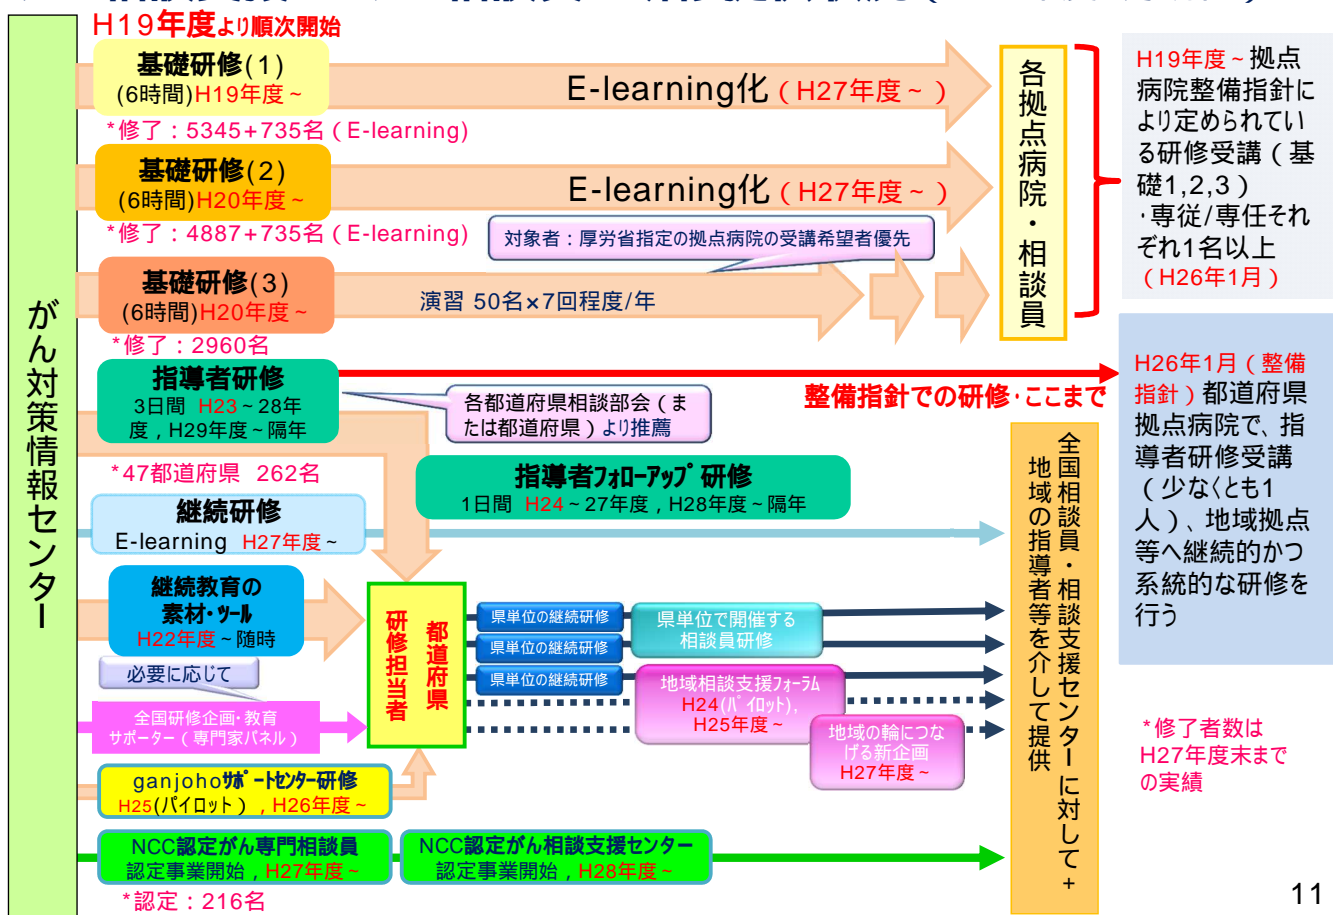 H19年度より順次開始
がん対策情報センター
基礎研修(1)
(6時間)H19年度~
*修了:5345+735名(E-learning)
E-learning化(H27年度~)
基礎研修(2)
(6時間)H20年度~
*修了:4887+735名(E-learning)
E-learning化(H27年度~)
対象者:厚労省指定の拠点病院の受講希望者優先
基礎研修(3)
(6時間)H20年度~
*修了:2960名
演習 50名×7回程度/年
各拠点病院・相談員
H19年度~拠点
病院整備指針に
より定められてい
る研修受講(基
礎1,2,3)
・専従/専任それ
ぞれ1名以上
(H26年1月)
指導者研修
3日間 H23~28年
度,H29年度~隔年
*47都道府県 262名
各都道府県相談部会(ま
たは都道府県)より推薦
整備指針での研修・ここまで
H26年1月(整備
指針)都道府県
拠点病院で、指
導者研修受講
(少なくとも1
人)、地域拠点
等へ継続的かつ
系統的な研修を
行う
指導者フォローアップ研修
1日間 H24~27年度,H28年度~隔年
継続研修
E-learning H27年度~
継続教育の
素材・ツール
H22年度~随時
必要に応じて
全国研修企画・教育
サポーター(専門家パネル)
都道府県
研修担当者
県単位の継続研修
県単位の継続研修
県単位の継続研修
県単位で開催する
相談員研修
地域相談支援フォーラム
H24(パイロット),
H25年度~
地域の輪につな
げる新企画
H27年度~
ganjohoサポートセンター研修
H25(パイロット),H26年度~
NCC認定がん専門相談員
認定事業開始,H27年度~
*認定:216名
NCC認定がん相談支援センター
認定事業開始,H28年度~
全国相談員・相談支援センターに対して+
地域の指導者等を介して提供
*修了者数は
H27年度末まで
の実績
11